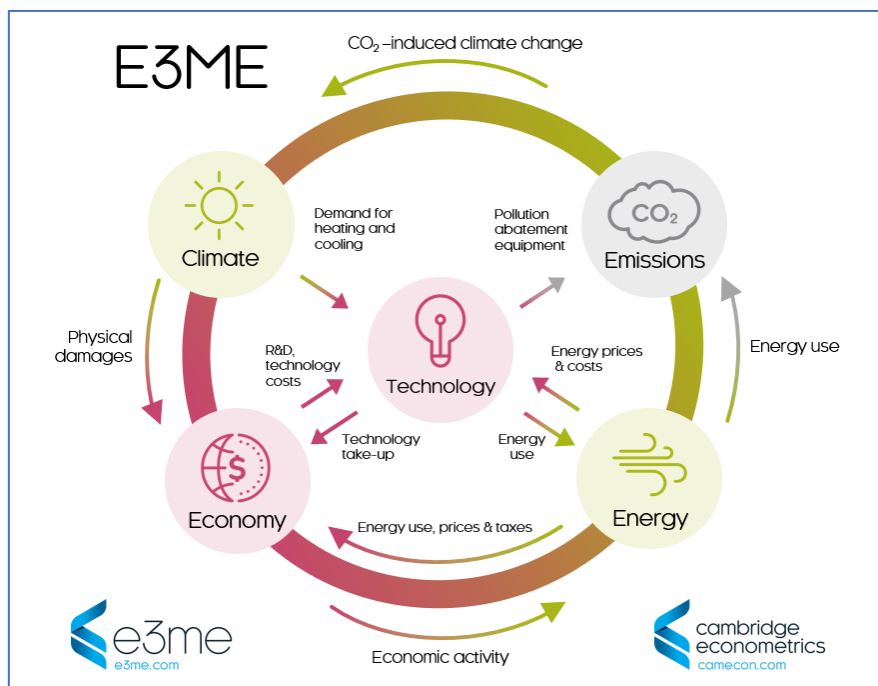 E3ME
CO₂ –induced climate change
Climate
Demand for
heating and
cooling
Pollution
abatement
equipment
CO₂
Emissions
Physical
damages
R&D,
technology
costs
Technology
Energy prices
& costs
Energy use
Technology
take-up
Energy
use
$
Economy
Energy use, prices & taxes
Energy
Economic activity
e3me
e3me.com
cambridge
econometrics
camecon.com